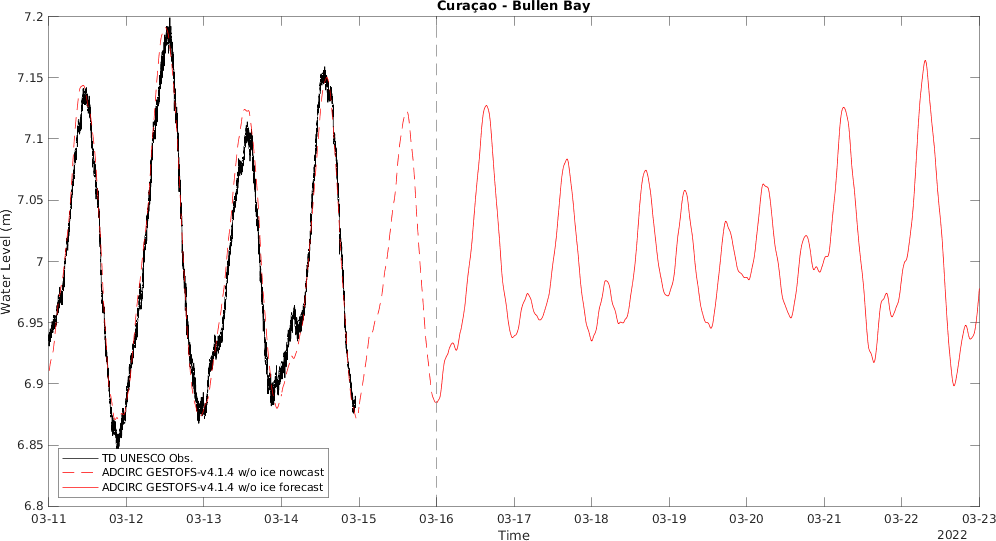 Curaçao - Bullen Bay
7.2
7.15
7.1
7.05
7
6.95
6.9
6.85
6.8
Water Level (m)
TD UNESCO Obs.
ADCIRC GESTOFS-v4.1.4 w/o ice nowcast
ADCIRC GESTOFS-v4.1.4 w/o ice forecast
03-11 03-12 03-13 03-14 03-15 03-16 03-17 03-18 03-19 03-20 03-21 03-22 03-23
Time
2022